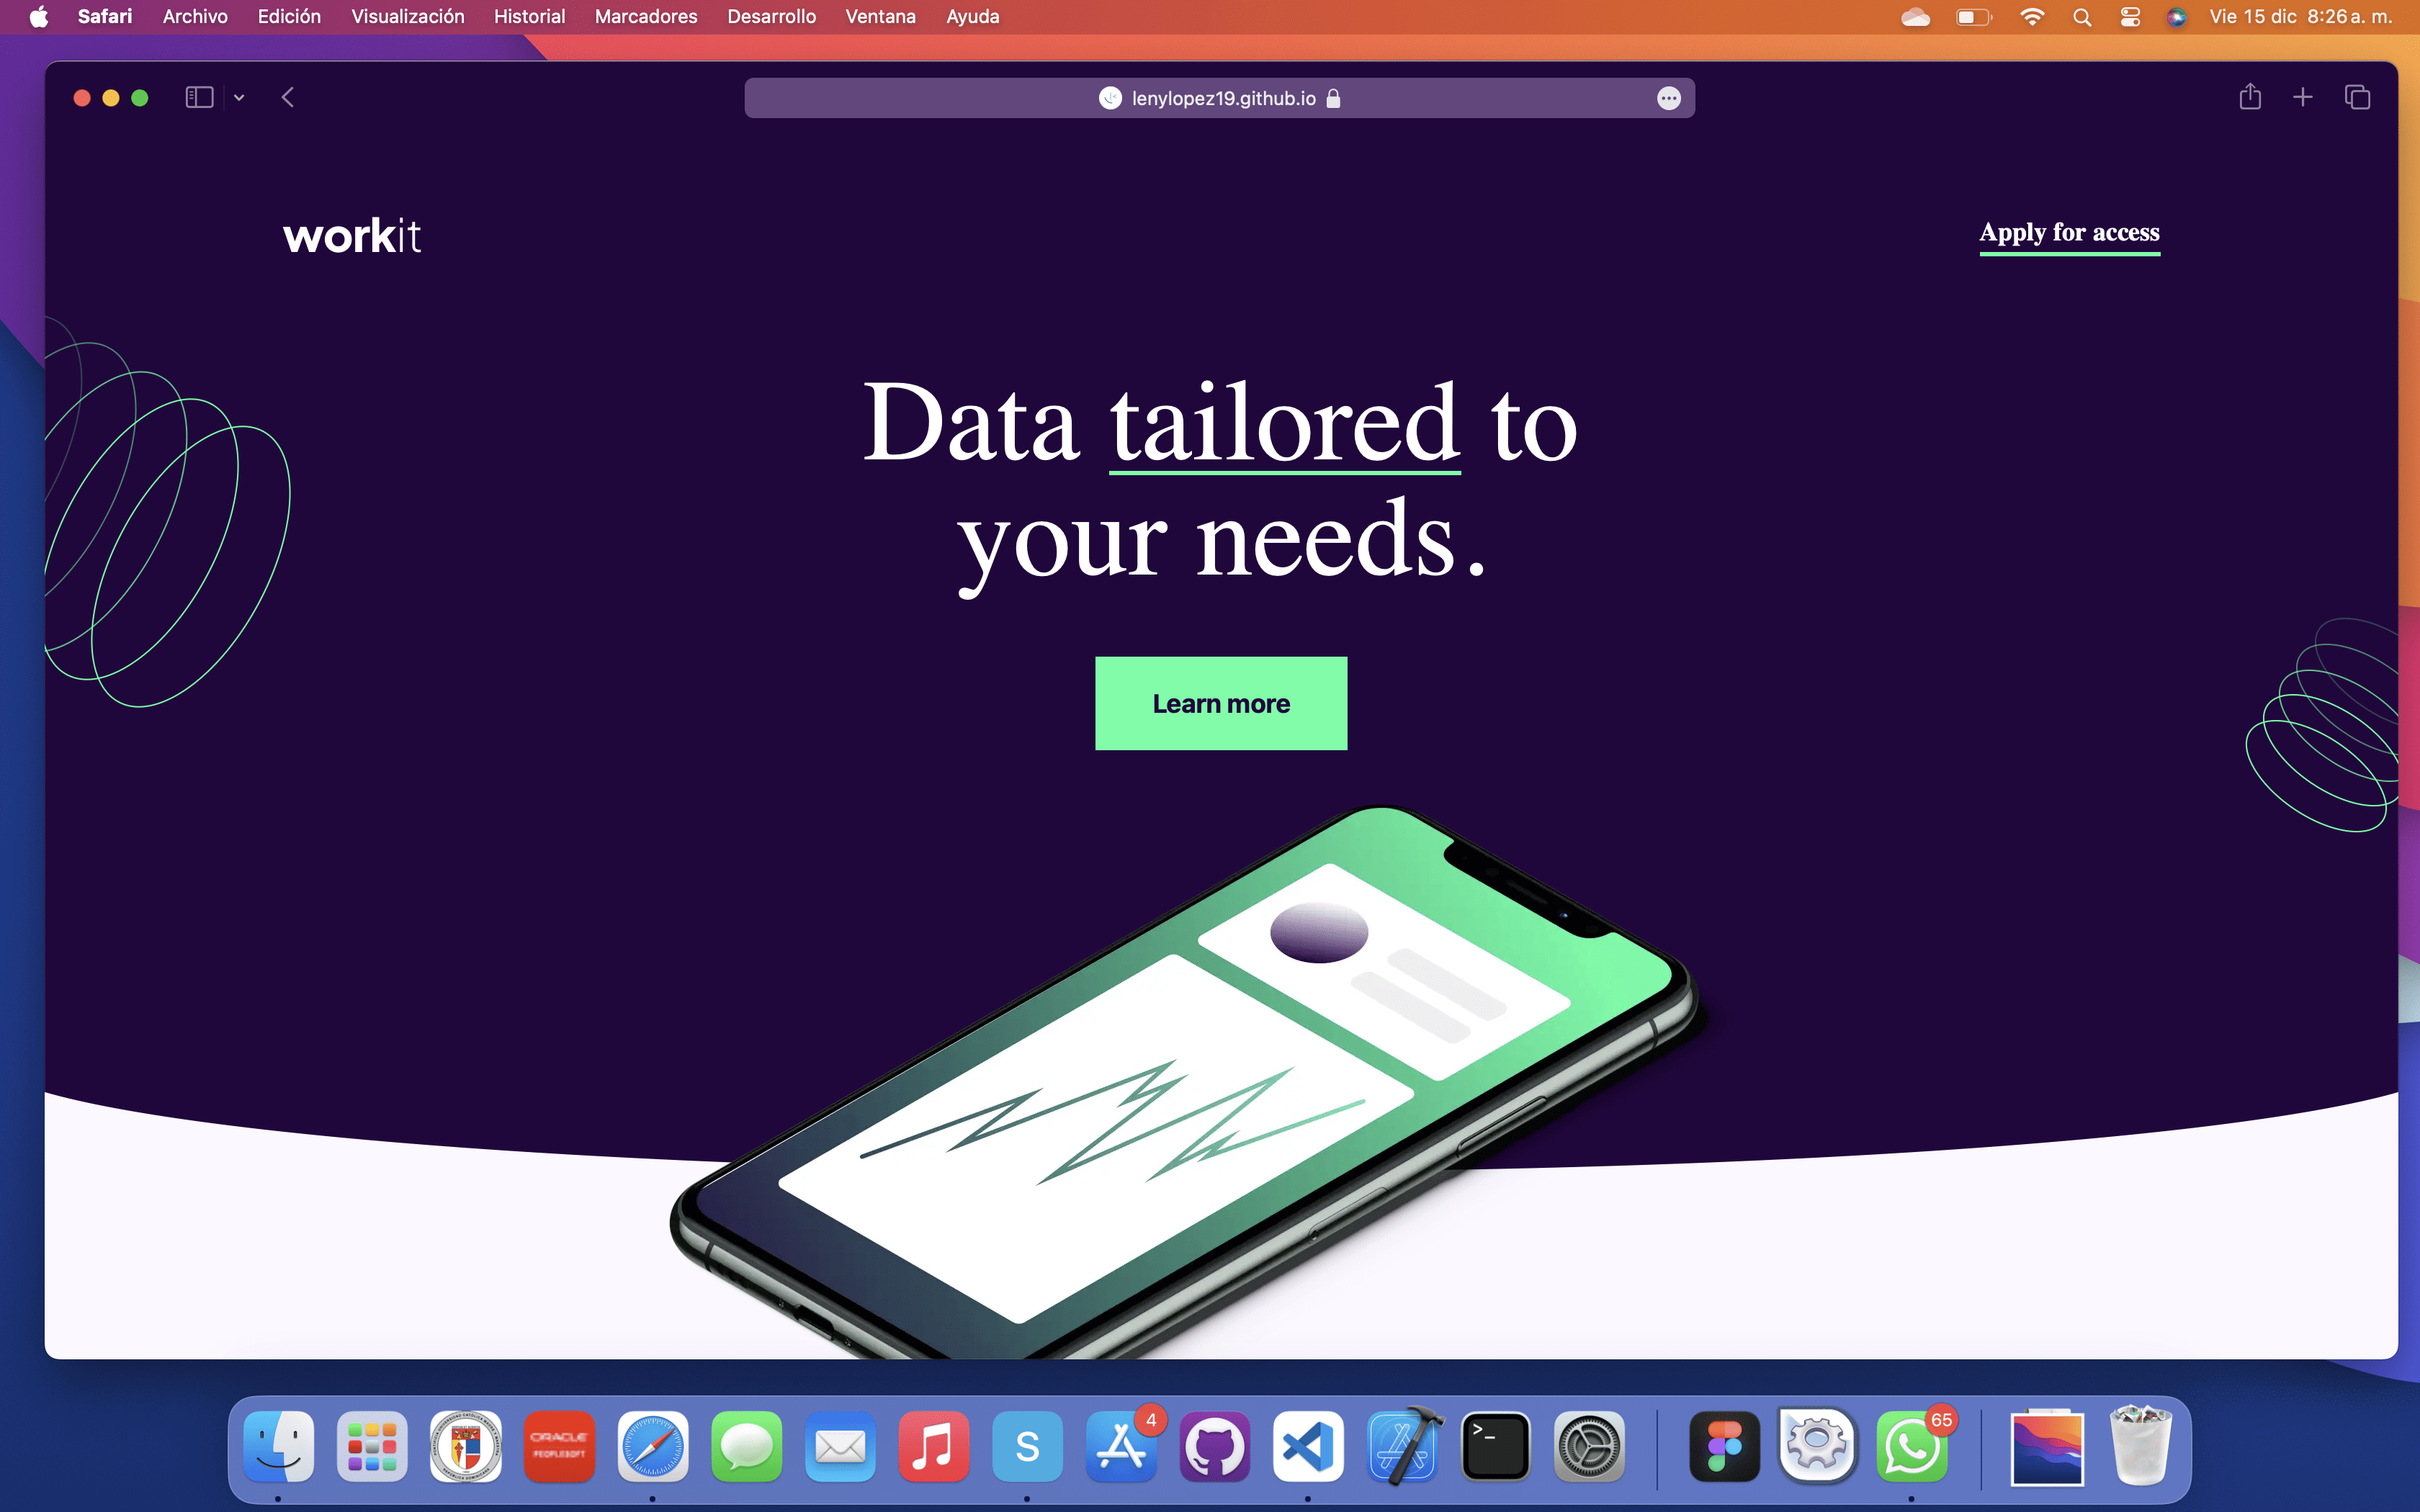 Safari Archivo Edición Visualización Historial Marcadores Desarrollo Ventana Ayuda Vie 15 dic 8:26 a. m.
lenylopez19.github.io
workit
Apply for access
Data tailored to
your needs.
Learn more
ORACLE
PEOPLESOFT
S
4
>_
65